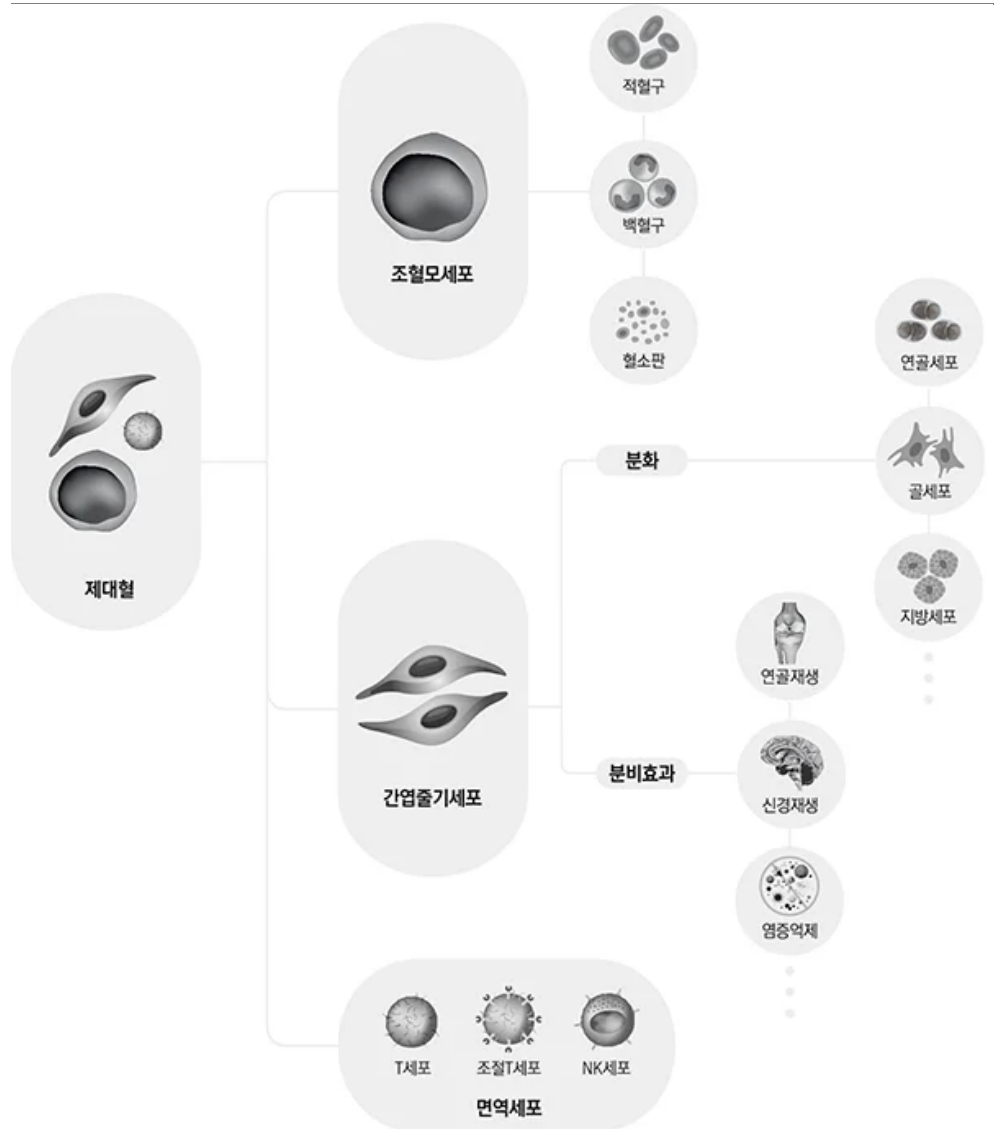 적혈구
백혈구
조혈모세포
혈소판
연골세포
분화
골세포
제대혈
지방세포
연골재생
분비효과
간엽줄기세포
신경재생
염증억제
T세포
조절T세포
NK세포
면역세포